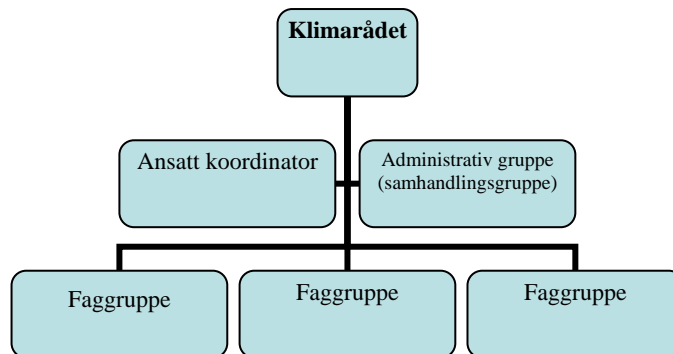 Klimarådet
Ansatt koordinator
Administrativ gruppe
(samhandlingsgruppe)
Faggruppe
Faggruppe
Faggruppe